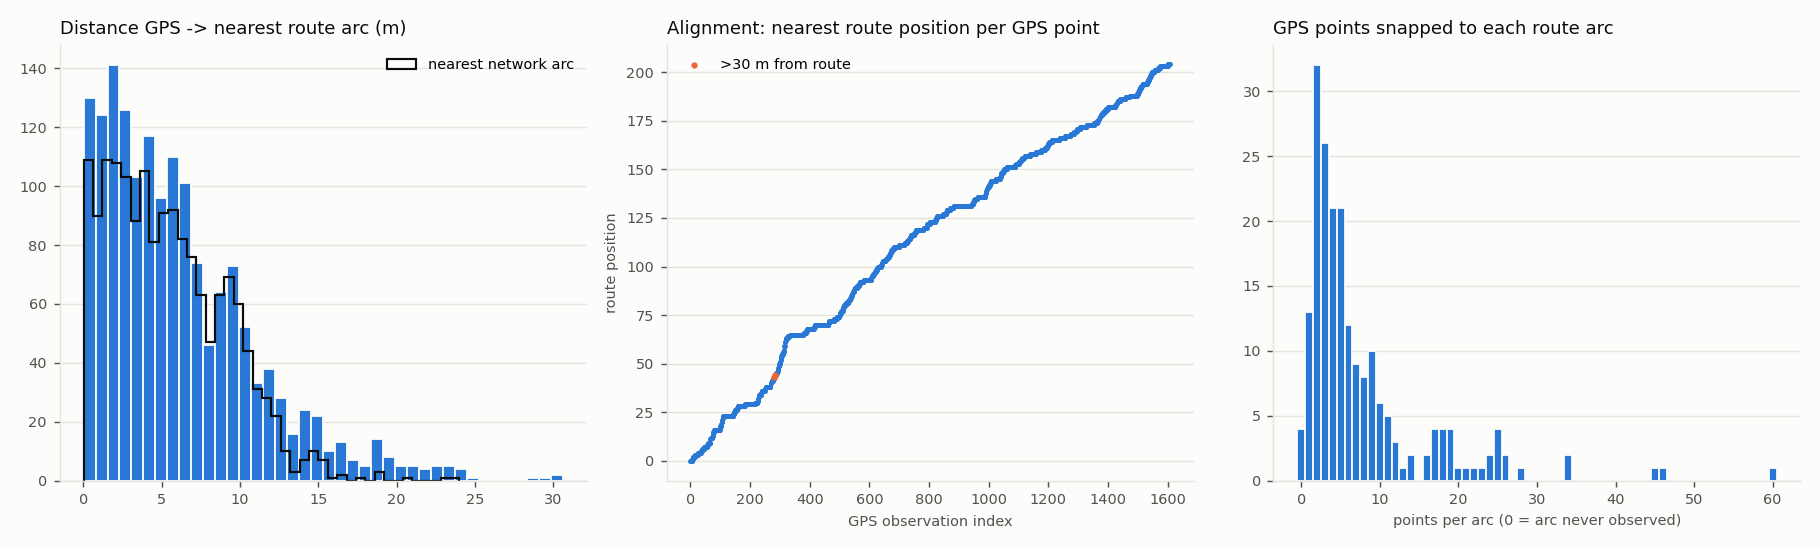 Distance GPS -> nearest route arc (m)
nearest network arc
140
120
100
80
60
40
20
0
0 5 10 15 20 25 30
Alignment: nearest route position per GPS point
>30 m from route
route position
200
175
150
125
100
75
50
25
0
0 200 400 600 800 1000 1200 1400 1600
GPS observation index
GPS points snapped to each route arc
30
25
20
15
10
5
0
0 10 20 30 40 50 60
points per arc (0 = arc never observed)